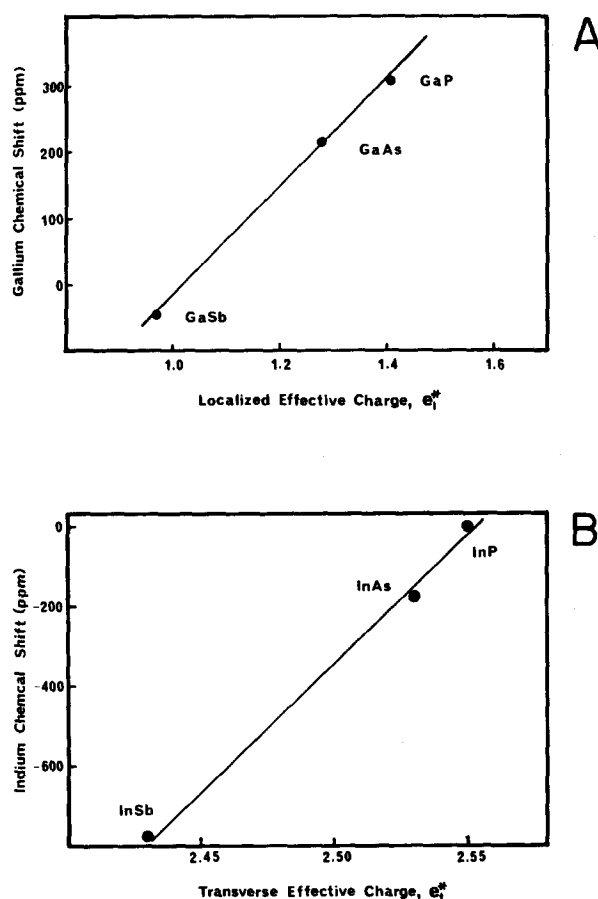 A
Gallium Chemical Shift (ppm)
300
200
100
0
GaP
GaAs
GaSb
1.0
1.2
1.4
1.6
Localized Effective Charge, e*l
B
Indium Chemcal Shift (ppm)
0
-200
-400
-600
InP
InAs
InSb
2.45
2.50
2.55
Transverse Effective Charge, e*t